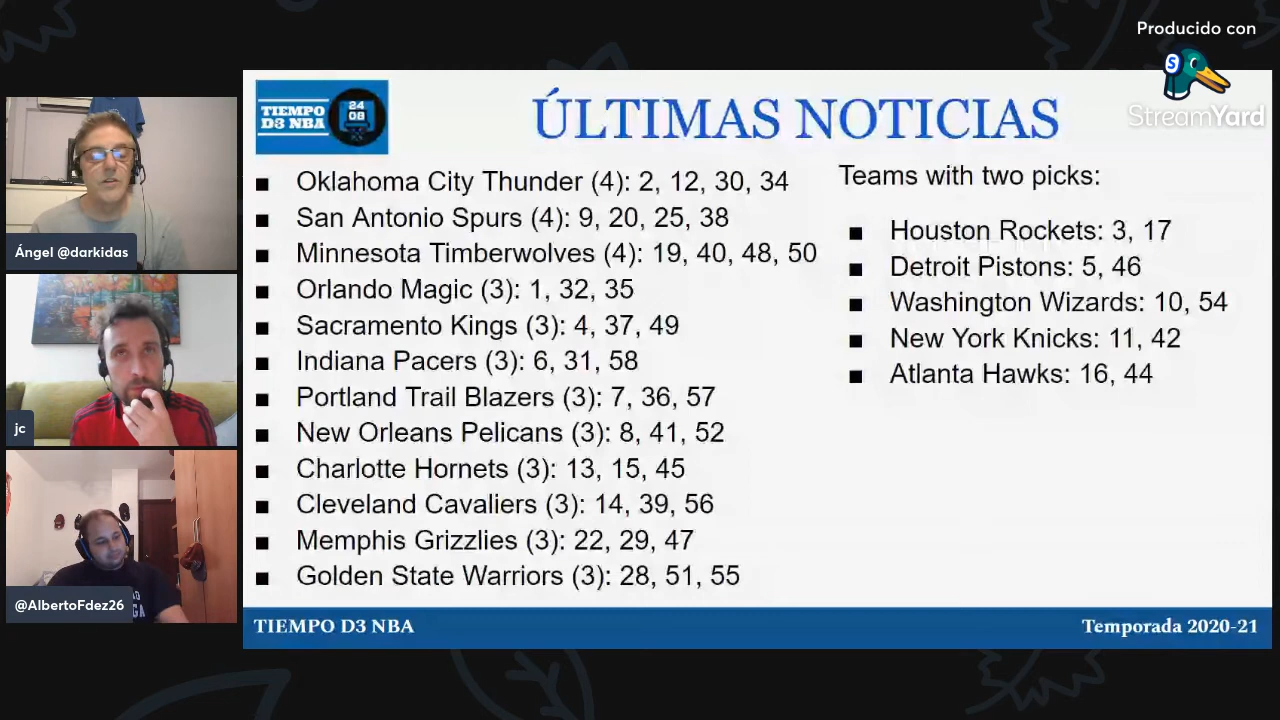 Producido con
StreamYard
TIEMPO
D3 NBA
24
08
ÚLTIMAS NOTICIAS
Oklahoma City Thunder (4): 2, 12, 30, 34
San Antonio Spurs (4): 9, 20, 25, 38
Minnesota Timberwolves (4): 19, 40, 48, 50
Orlando Magic (3): 1, 32, 35
Sacramento Kings (3): 4, 37, 49
Indiana Pacers (3): 6, 31, 58
Portland Trail Blazers (3): 7, 36, 57
New Orleans Pelicans (3): 8, 41, 52
Charlotte Hornets (3): 13, 15, 45
Cleveland Cavaliers (3): 14, 39, 56
Memphis Grizzlies (3): 22, 29, 47
Golden State Warriors (3): 28, 51, 55
Teams with two picks:
Houston Rockets: 3, 17
Detroit Pistons: 5, 46
Washington Wizards: 10, 54
New York Knicks: 11, 42
Atlanta Hawks: 16, 44
TIEMPO D3 NBA
Temporada 2020-21
Ángel @darkidas
jc
@AlbertoFdez26